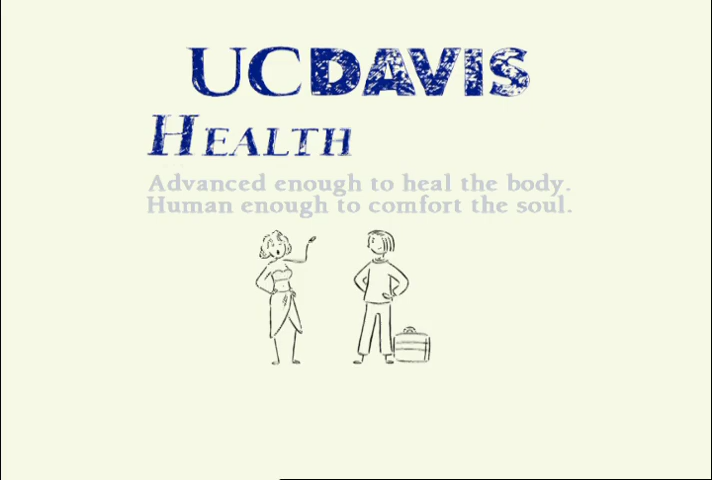 UCDAVIS
HEALTH
Advanced enough to heal the body.
Human enough to comfort the soul.